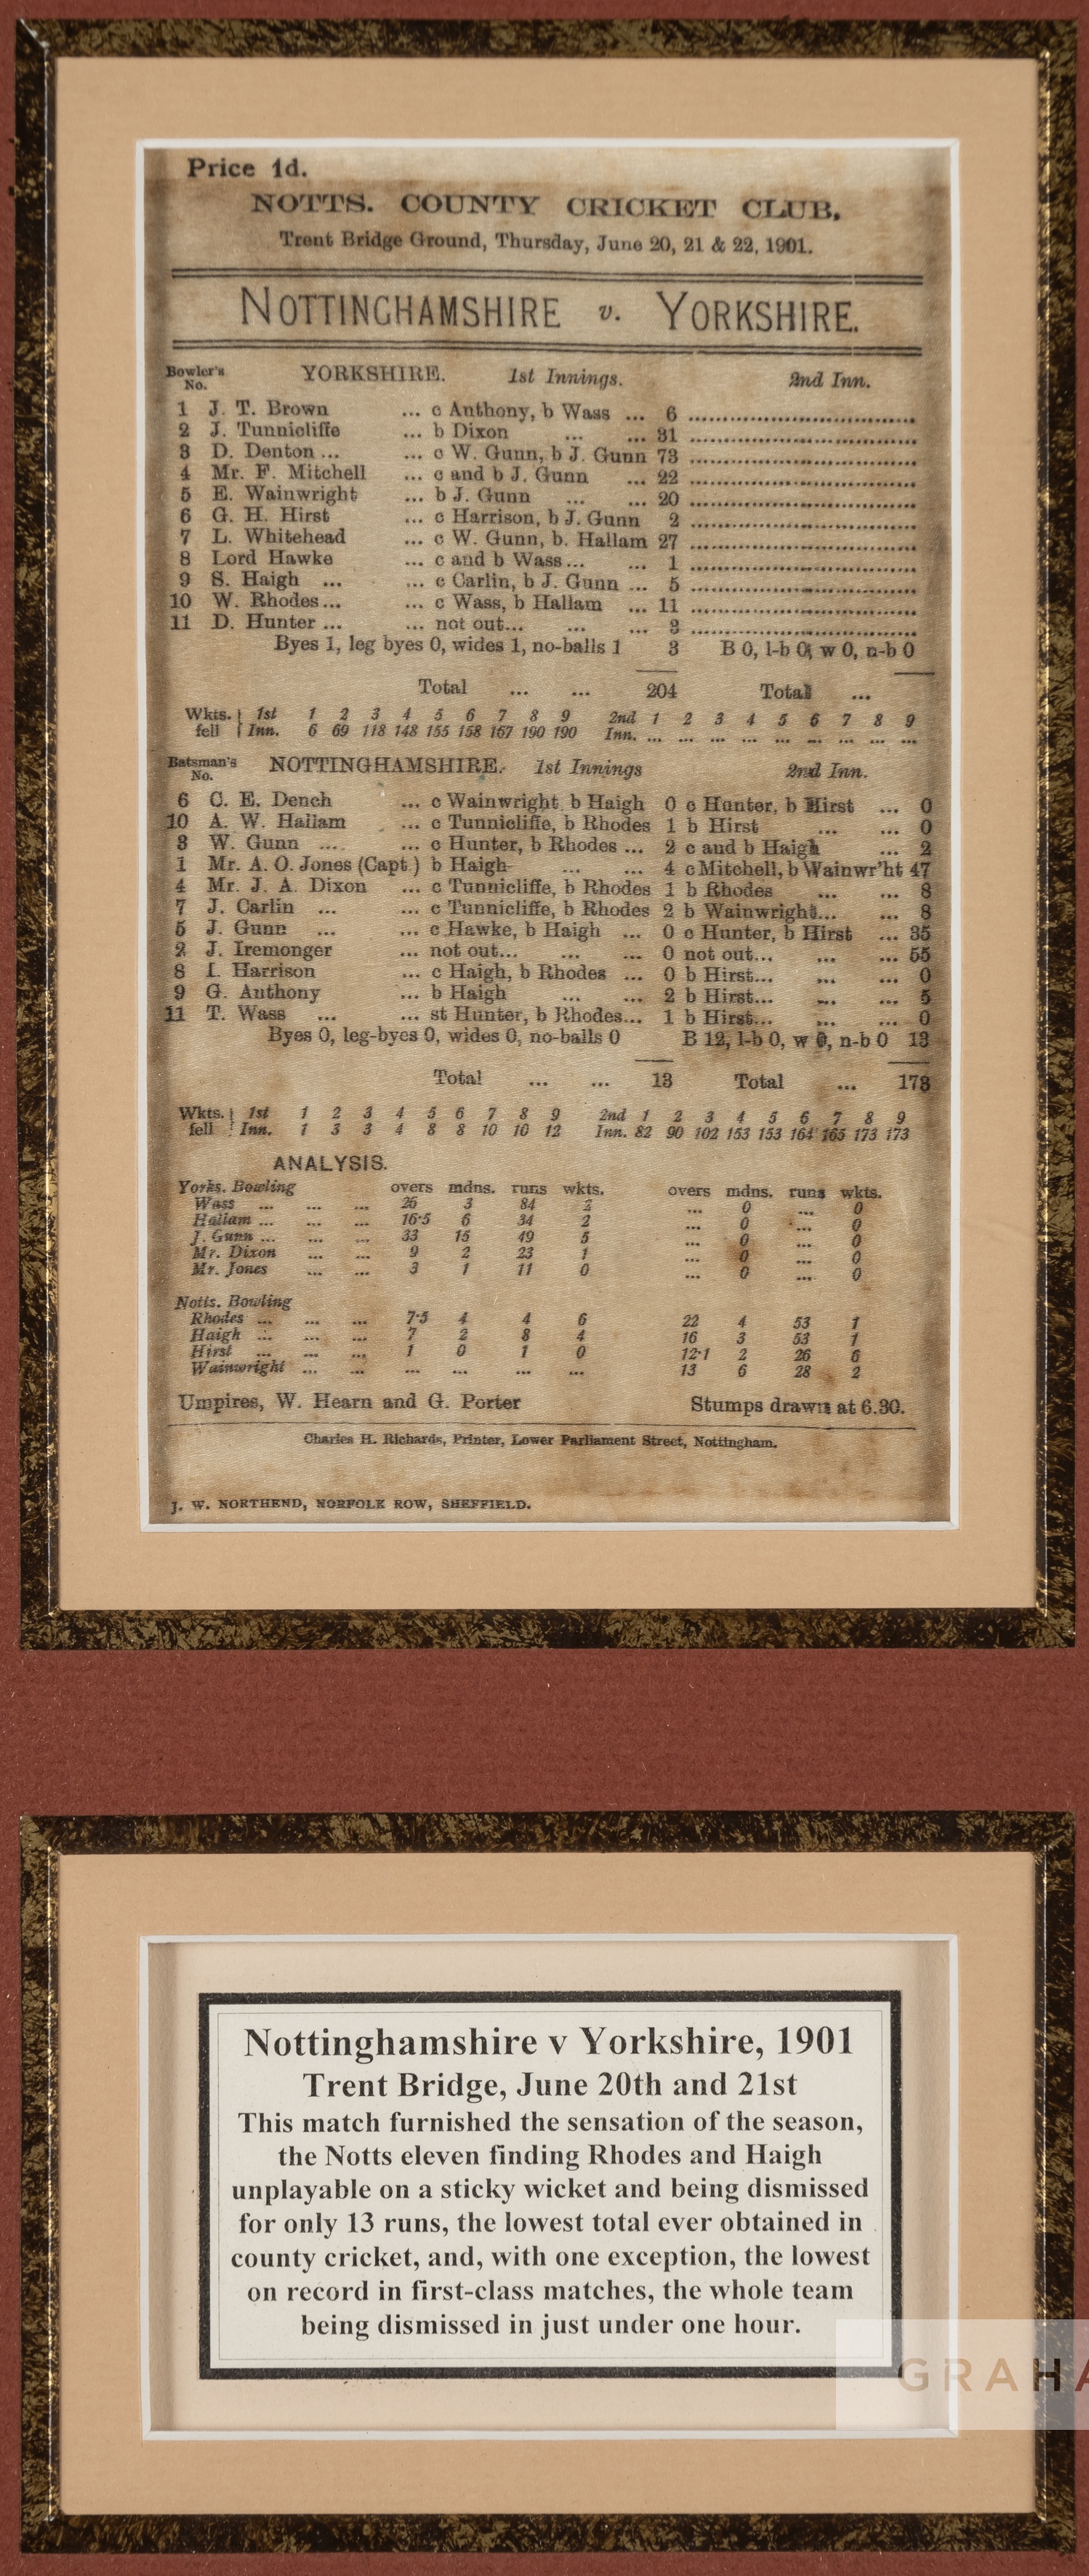 Price 1d.
NOTTS. COUNTY CRICKET CLUB.
Trent Bridge Ground, Thursday, June 20, 21 & 22, 1901.
NOTTINGHAMSHIRE v. YORKSHIRE.
Bowler's No. YORKSHIRE. 1st Innings. 2nd Inn.
1 J. T. Brown ... c Anthony, b Wass ... 6 ..........
2 J. Tunnicliffe ... b Dixon ... ... 31 ..........
3 D. Denton ... ... c W. Gunn, b J. Gunn 73 ..........
4 Mr. F. Mitchell ... c and b J. Gunn ... 22 ..........
5 E. Wainwright ... b J. Gunn ... ... 20 ..........
6 G. H. Hirst ... c Harrison, b J. Gunn 2 ..........
7 L. Whitehead ... c W. Gunn, b. Hallam 27 ..........
8 Lord Hawke ... c and b Wass ... ... 1 ..........
9 S. Haigh ... ... c Carlin, b J. Gunn ... 5 ..........
10 W. Rhodes ... ... c Wass, b Hallam ... 11 ..........
11 D. Hunter ... ... not out... ... ... 3 ..........
Byes 1, leg byes 0, wides 1, no-balls 1 3 B 0, l-b 0, w 0, n-b 0
Total ... ... 204 Total ...
Wkts. 1st 1 2 3 4 5 6 7 8 9 2nd 1 2 3 4 5 6 7 8 9
fell Inn. 6 69 118 148 155 158 167 190 190 Inn. ... ... ... ... ... ... ... ... ...
Batsman's No. NOTTINGHAMSHIRE. 1st Innings 2nd Inn.
6 C. E. Dench ... c Wainwright, b Haigh 0 c Hunter, b Hirst ... 0
10 A. W. Hallam ... c Tunnicliffe, b Rhodes 1 b Hirst ... ... 0
3 W. Gunn .... ... c Hunter, b Rhodes ... 2 c and b Haigh ... 2
1 Mr. A. O. Jones (Capt.) b Haigh ... ... 4 c Mitchell, b Wainwr'ht 47
4 Mr. J. A. Dixon ... c Tunnicliffe, b Rhodes 1 b Rhodes ... ... 8
7 J. Carlin ... ... c Tunnicliffe, b Rhodes 2 b Wainwright... ... 8
5 J. Gunn ... ... c Hawke, b Haigh ... 0 c Hunter, b Hirst ... 35
2 J. Iremonger ... not out... ... ... 0 not out... ... ... 55
8 I. Harrison ... c Haigh, b Rhodes ... 0 b Hirst... ... ... 0
9 G. Anthony ... b Haigh ... ... 2 b Hirst... ... ... 5
11 T. Wass ... ... st Hunter, b Rhodes... 1 b Hirst... ... ... 0
Byes 0, leg-byes 0, wides 0, no-balls 0 B 12, l-b 0, w 0, n-b 0 13
Total ... ... 13 Total ... 173
Wkts. 1st 1 2 3 4 5 6 7 8 9 2nd 1 2 3 4 5 6 7 8 9
fell Inn. 1 3 3 4 8 8 10 10 12 Inn. 82 90 102 153 153 164 165 173 173
ANALYSIS.
Yorks. Bowling overs mdns. runs wkts. overs mdns. runs wkts.
Wass ... ... ... 26 3 84 2 ... 0 ... 0
Hallam ... ... ... 16·5 6 34 2 ... 0 ... 0
J. Gunn ... ... ... 33 15 49 5 ... 0 ... 0
Mr. Dixon ... ... 9 2 23 1 ... 0 ... 0
Mr. Jones ... ... 3 1 11 0 ... 0 ... 0
Notts. Bowling
Rhodes ... ... ... 7·5 4 4 6 22 4 53 1
Haigh ... ... ... 7 2 8 4 16 3 53 1
Hirst ... ... ... 1 0 1 0 12·1 2 26 6
Wainwright ... ... ... ... ... ... 13 6 28 2
Umpires, W. Hearn and G. Porter Stumps drawn at 6.30.
Charles H. Richards, Printer, Lower Parliament Street, Nottingham.
J. W. NORTHEND, NORFOLK ROW, SHEFFIELD.
Nottinghamshire v Yorkshire, 1901
Trent Bridge, June 20th and 21st
This match furnished the sensation of the season,
the Notts eleven finding Rhodes and Haigh
unplayable on a sticky wicket and being dismissed
for only 13 runs, the lowest total ever obtained in
county cricket, and, with one exception, the lowest
on record in first-class matches, the whole team
being dismissed in just under one hour.